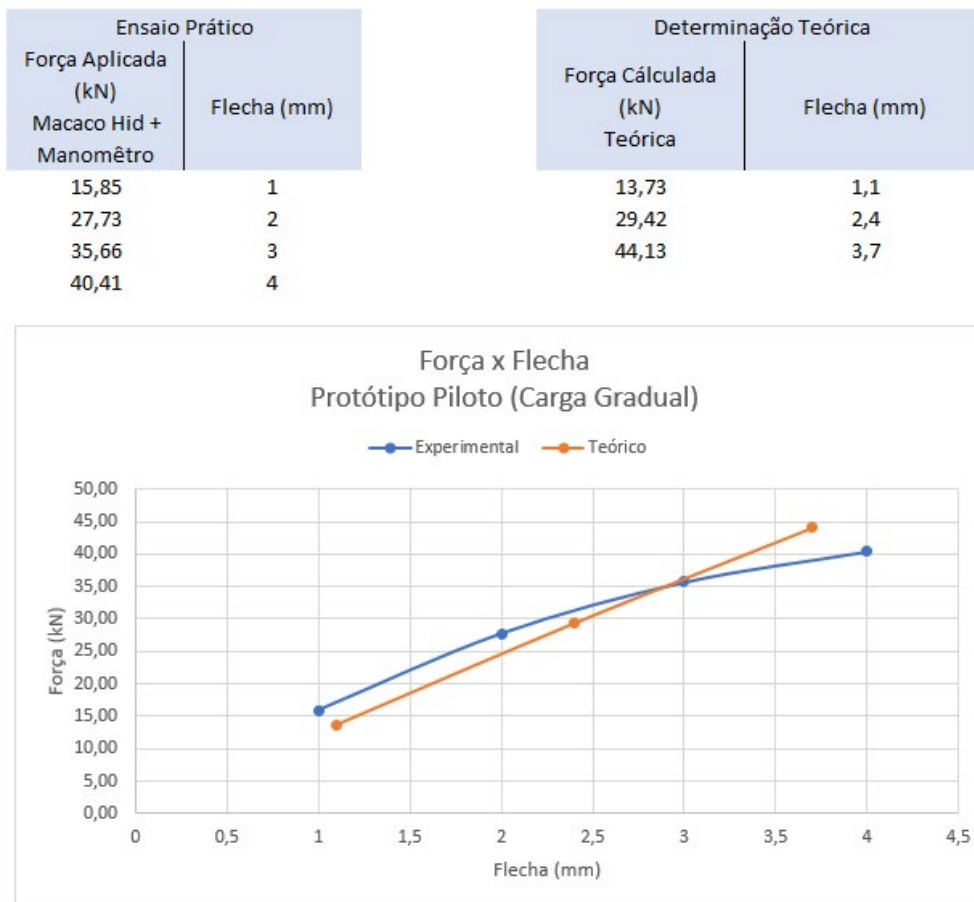 Ensaio Prático
Força Aplicada
(kN)
Macaco Hid +
Manomêtro
Flecha (mm)
15,85 1
27,73 2
35,66 3
40,41 4
Determinação Teórica
Força Cálculada
(kN)
Teórica
Flecha (mm)
13,73 1,1
29,42 2,4
44,13 3,7
Força x Flecha
Protótipo Piloto (Carga Gradual)
Experimental Teórico
50,00
45,00
40,00
35,00
30,00
25,00
20,00
15,00
10,00
5,00
0,00
Força (kN)
0 0,5 1 1,5 2 2,5 3 3,5 4 4,5
Flecha (mm)